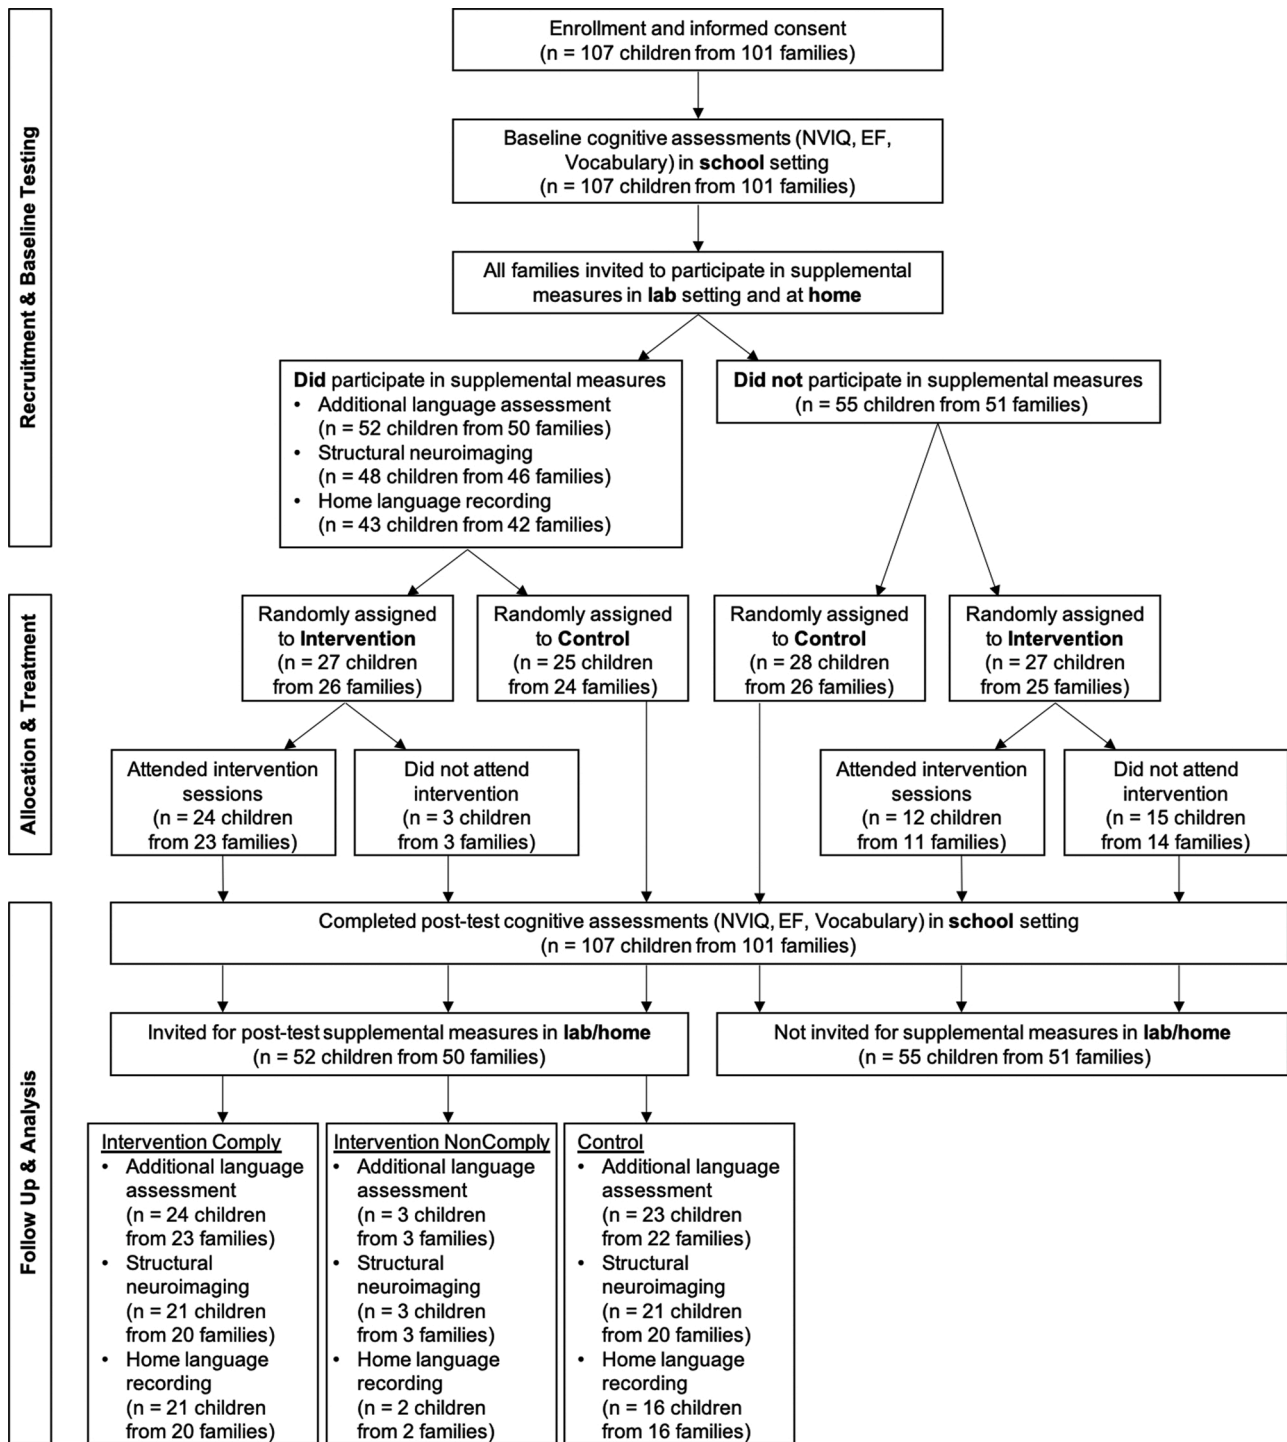 Recruitment & Baseline Testing
Enrollment and informed consent
(n = 107 children from 101 families)
Baseline cognitive assessments (NVIQ, EF,
Vocabulary) in school setting
(n = 107 children from 101 families)
All families invited to participate in supplemental
measures in lab setting and at home
Did participate in supplemental measures
• Additional language assessment
(n = 52 children from 50 families)
• Structural neuroimaging
(n = 48 children from 46 families)
• Home language recording
(n = 43 children from 42 families)
Did not participate in supplemental measures
(n = 55 children from 51 families)
Allocation & Treatment
Randomly assigned
to Intervention
(n = 27 children
from 26 families)
Randomly assigned
to Control
(n = 25 children
from 24 families)
Randomly assigned
to Control
(n = 28 children
from 26 families)
Randomly assigned
to Intervention
(n = 27 children
from 25 families)
Attended intervention
sessions
(n = 24 children
from 23 families)
Did not attend
intervention
(n = 3 children
from 3 families)
Attended intervention
sessions
(n = 12 children
from 11 families)
Did not attend
intervention
(n = 15 children
from 14 families)
Follow Up & Analysis
Completed post-test cognitive assessments (NVIQ, EF, Vocabulary) in school setting
(n = 107 children from 101 families)
Invited for post-test supplemental measures in lab/home
(n = 52 children from 50 families)
Not invited for supplemental measures in lab/home
(n = 55 children from 51 families)
Intervention Comply
• Additional language
assessment
(n = 24 children
from 23 families)
• Structural
neuroimaging
(n = 21 children
from 20 families)
• Home language
recording
(n = 21 children
from 20 families)
Intervention NonComply
• Additional language
assessment
(n = 3 children
from 3 families)
• Structural
neuroimaging
(n = 3 children
from 3 families)
• Home language
recording
(n = 2 children
from 2 families)
Control
• Additional language
assessment
(n = 23 children
from 22 families)
• Structural
neuroimaging
(n = 21 children
from 20 families)
• Home language
recording
(n = 16 children
from 16 families)